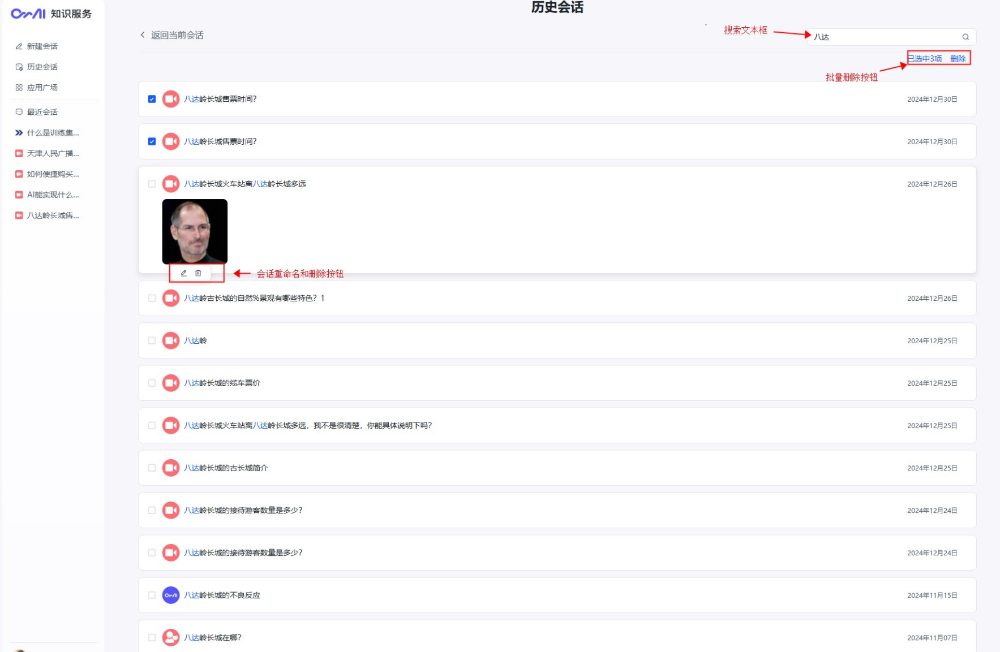 OmAI 知识服务
新建会话
历史会话
应用广场
最近会话
什么是训练集...
天津人民广播...
如何便捷购买...
AI能实现什么...
八达岭长城售...
历史会话
返回当前会话
搜索文本框
八达
已选中3项 删除
批量删除按钮
八达岭长城售票时间？ 2024年12月30日
八达岭长城售票时间？ 2024年12月30日
八达岭长城火车站离八达岭长城多远 2024年12月26日
会话重命名和删除按钮
八达岭古长城的自然%景观有哪些特色？1 2024年12月26日
八达岭 2024年12月25日
八达岭长城的缆车票价 2024年12月25日
八达岭长城火车站离八达岭长城多远，我不是很清楚，你能具体说明下吗？ 2024年12月25日
八达岭长城的古长城简介 2024年12月25日
八达岭长城的接待游客数量是多少？ 2024年12月24日
八达岭长城的接待游客数量是多少？ 2024年12月24日
OmAI 八达岭长城的不良反应 2024年11月15日
八达岭长城在哪？ 2024年11月07日